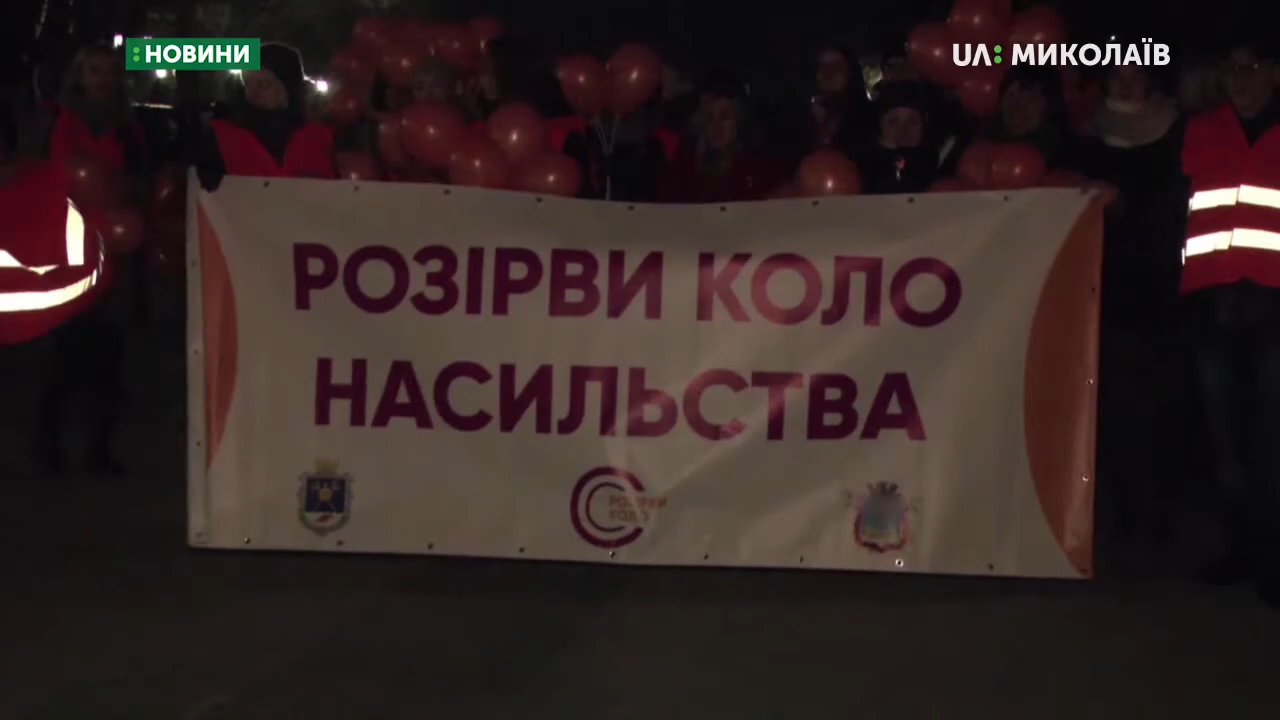 :НОВИНИ
UA: МИКОЛАЇВ
РОЗІРВИ КОЛО
НАСИЛЬСТВА
РОЗІРВИ
КОЛО